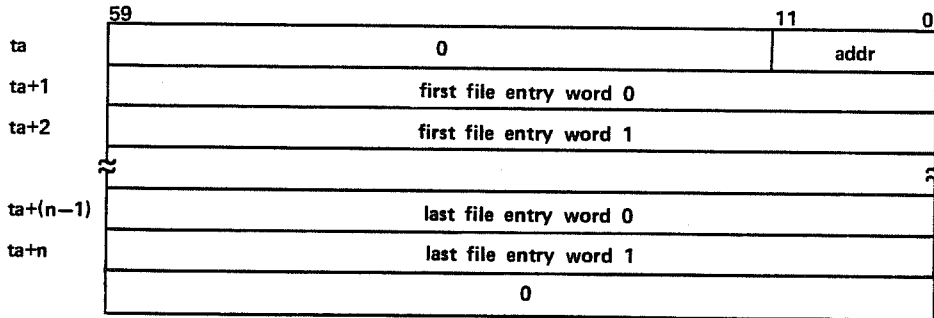 59 11 0
ta 0 addr
ta+1 first file entry word 0
ta+2 first file entry word 1
ta+(n−1) last file entry word 0
ta+n last file entry word 1
0